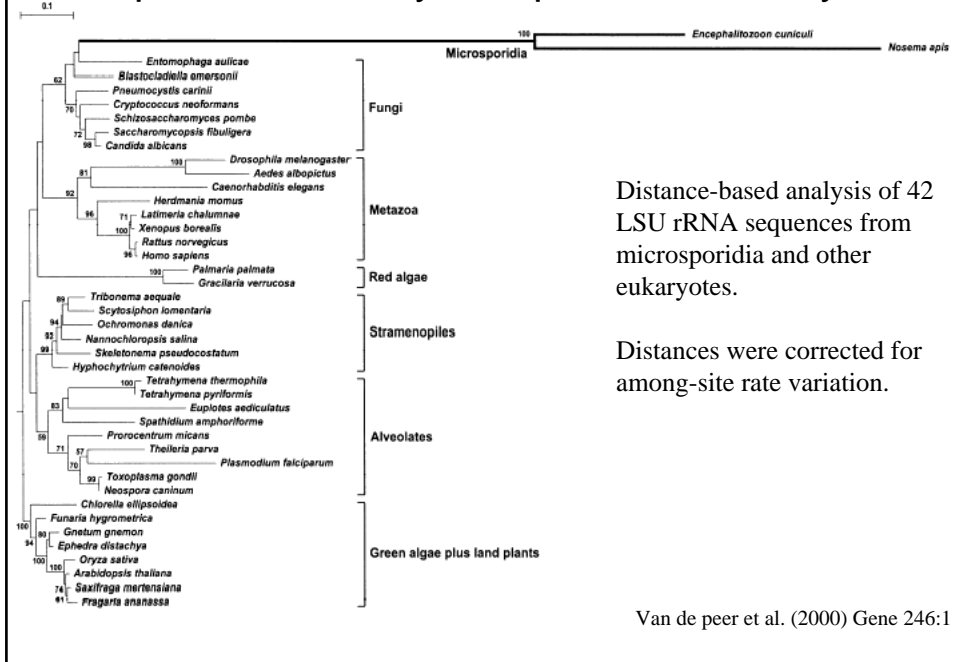 0.1
100
Encephalitozoon cuniculi
Nosema apis
Microsporidia
Entomophaga aulicae
62
Blastocladiella emersonii
Pneumocystis carinii
70
Cryptococcus neoformans
Fungi
72
Schizosaccharomyces pombe
Saccharomycopsis fibuligera
98
Candida albicans
100
Drosophila melanogaster
81
Aedes albopictus
Caenorhabditis elegans
92
Herdmania momus
Metazoa
96
71
Latimeria chalumnae
100
Xenopus borealis
Rattus norvegicus
96
Homo sapiens
100
Palmaria palmata
Red algae
Gracilaria verrucosa
89
Tribonema aequale
Scytosiphon lomentaria
94
Ochromonas danica
Stramenopiles
92
Nannochloropsis salina
99
Skeletonema pseudocostatum
Hyphochytrium catenoides
100
Tetrahymena thermophila
Tetrahymena pyriformis
83
Euplotes aediculatus
Spathidium amphoriforme
59
Prorocentrum micans
Alveolates
71
57
Theileria parva
70
Plasmodium falciparum
99
Toxoplasma gondii
Neospora caninum
Chlorella ellipsoidea
100
Funaria hygrometrica
94
80
Gnetum gnemon
Ephedra distachya
100
100
Oryza sativa
Green algae plus land plants
Arabidopsis thaliana
74
Saxifraga mertensiana
61
Fragaria ananassa
Distance-based analysis of 42
LSU rRNA sequences from
microsporidia and other
eukaryotes.
Distances were corrected for
among-site rate variation.
Van de peer et al. (2000) Gene 246:1